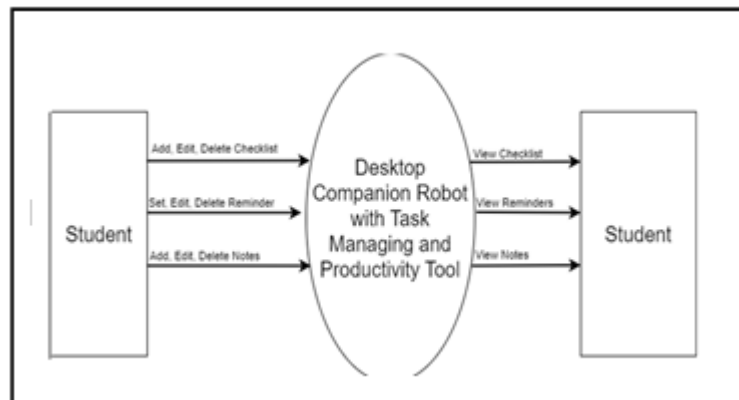 Student
Add, Edit, Delete Checklist
Set, Edit, Delete Reminder
Add, Edit, Delete Notes
Desktop
Companion Robot
with Task
Managing and
Productivity Tool
View Checklist
View Reminders
View Notes
Student